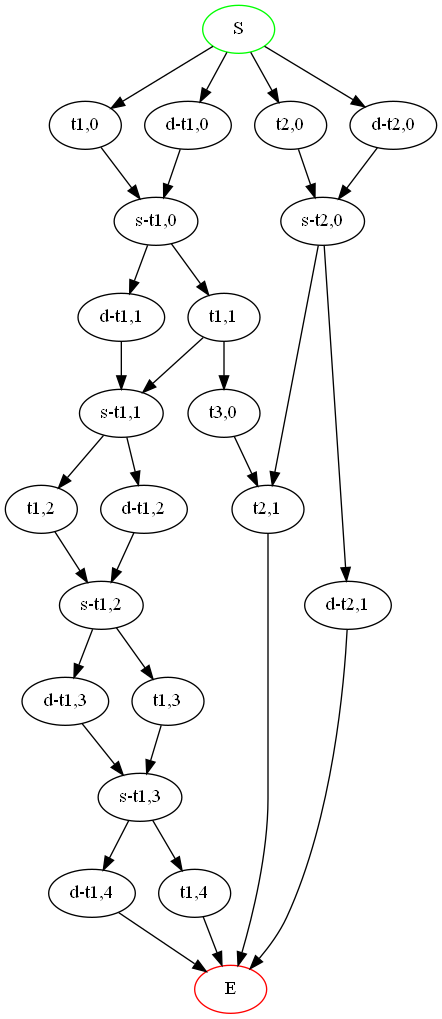 S
t1,0
d-t1,0
t2,0
d-t2,0
s-t1,0
s-t2,0
d-t1,1
t1,1
s-t1,1
t3,0
t1,2
d-t1,2
t2,1
s-t1,2
d-t2,1
d-t1,3
t1,3
s-t1,3
d-t1,4
t1,4
E